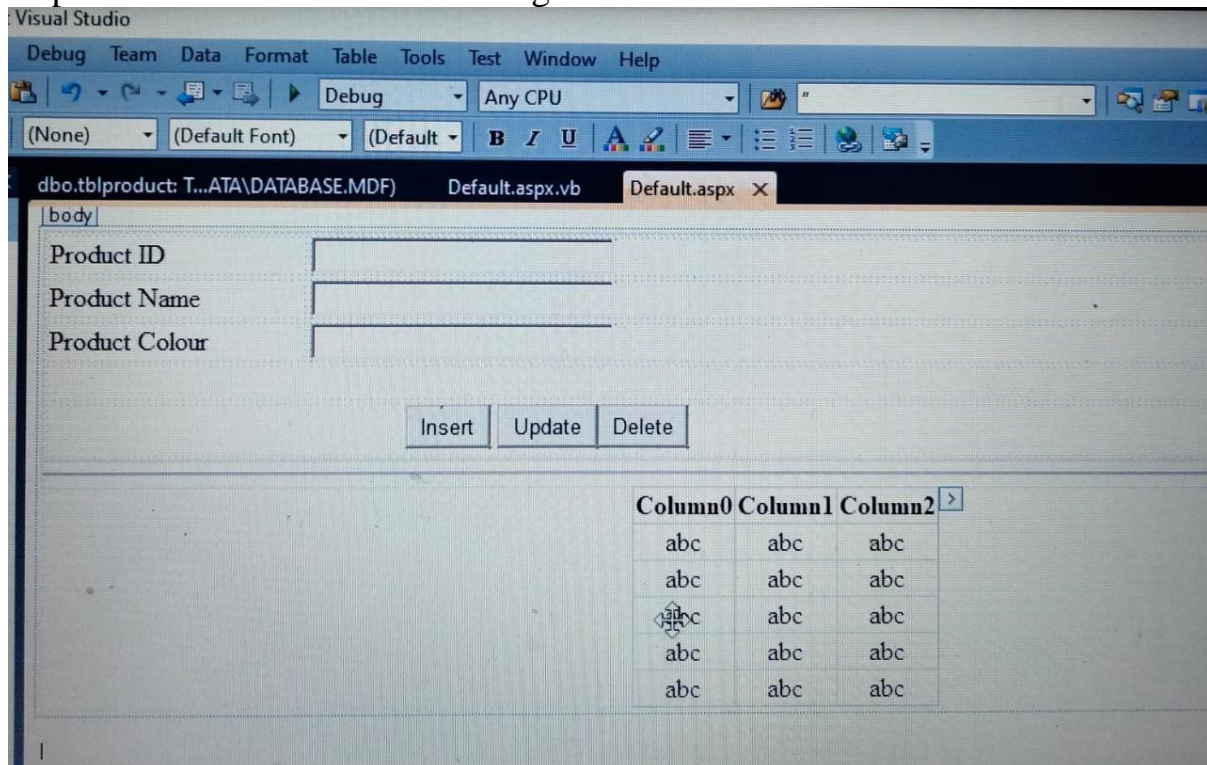 Visual Studio
Debug Team Data Format Table Tools Test Window Help
Debug Any CPU "
(None) (Default Font) (Default B I U A
dbo.tblproduct: T...ATA\DATABASE.MDF) Default.aspx.vb Default.aspx X
body
Product ID
Product Name
Product Colour
Insert Update Delete
Column0 Column1 Column2
abc abc abc
abc abc abc
abc abc
abc abc abc
abc abc abc